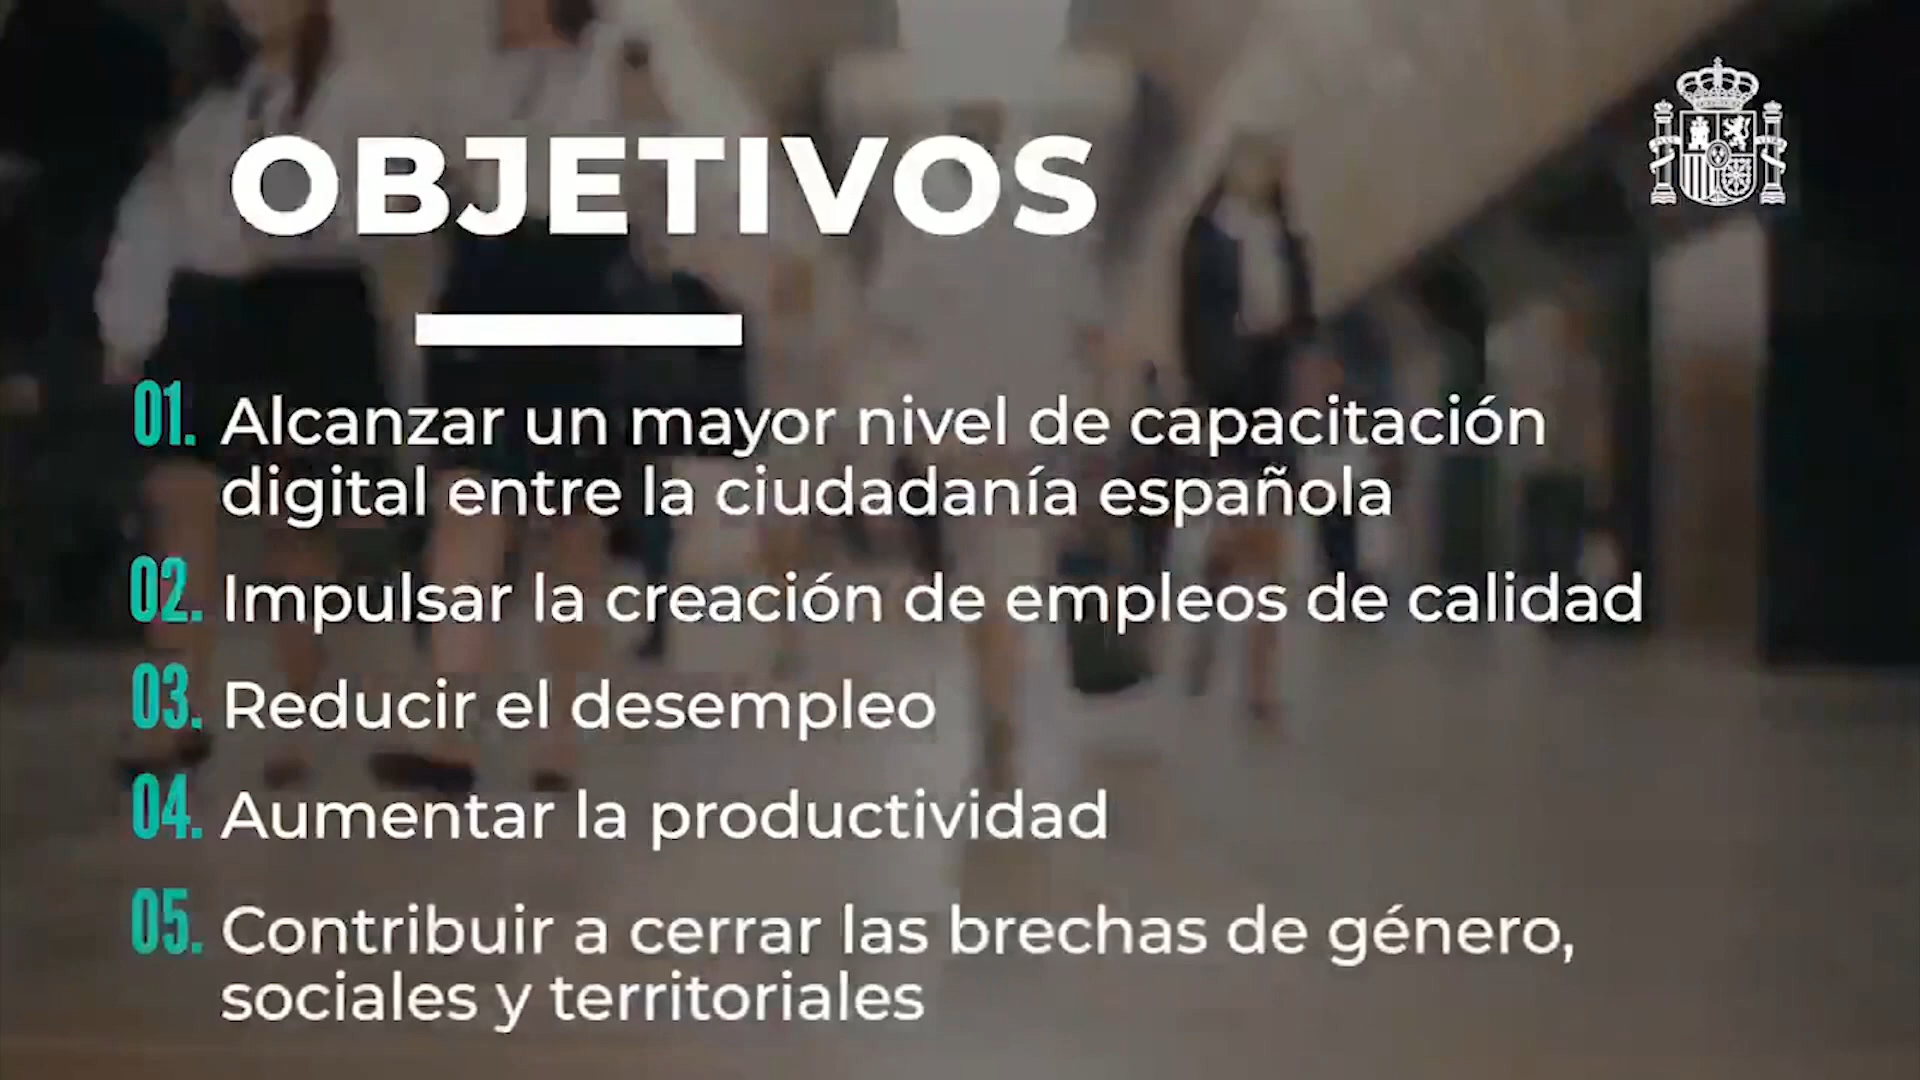 OBJETIVOS
01. Alcanzar un mayor nivel de capacitación
digital entre la ciudadanía española
02. Impulsar la creación de empleos de calidad
03. Reducir el desempleo
04. Aumentar la productividad
05. Contribuir a cerrar las brechas de género,
sociales y territoriales